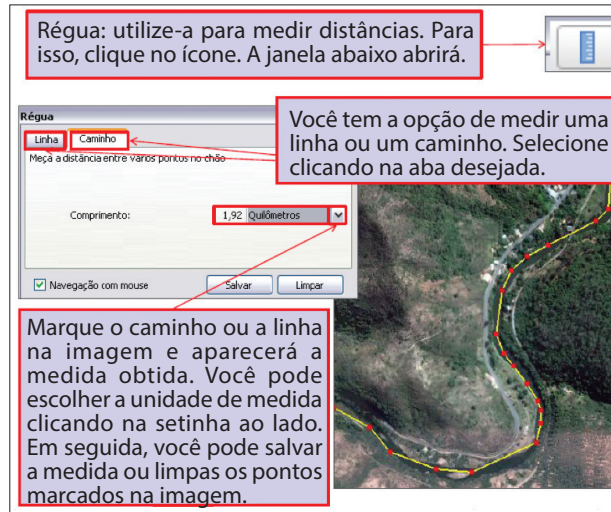 Régua: utilize-a para medir distâncias. Para
isso, clique no ícone. A janela abaixo abrirá.
Régua
Linha Caminho
Você tem a opção de medir uma
linha ou um caminho. Selecione
clicando na aba desejada.
Meça a distância entre vários pontos no chão
Comprimento: 1,92 Quilômetros
Navegação com mouse Salvar Limpar
Marque o caminho ou a linha
na imagem e aparecerá a
medida obtida. Você pode
escolher a unidade de medida
clicando na setinha ao lado.
Em seguida, você pode salvar
a medida ou limpas os pontos
marcados na imagem.